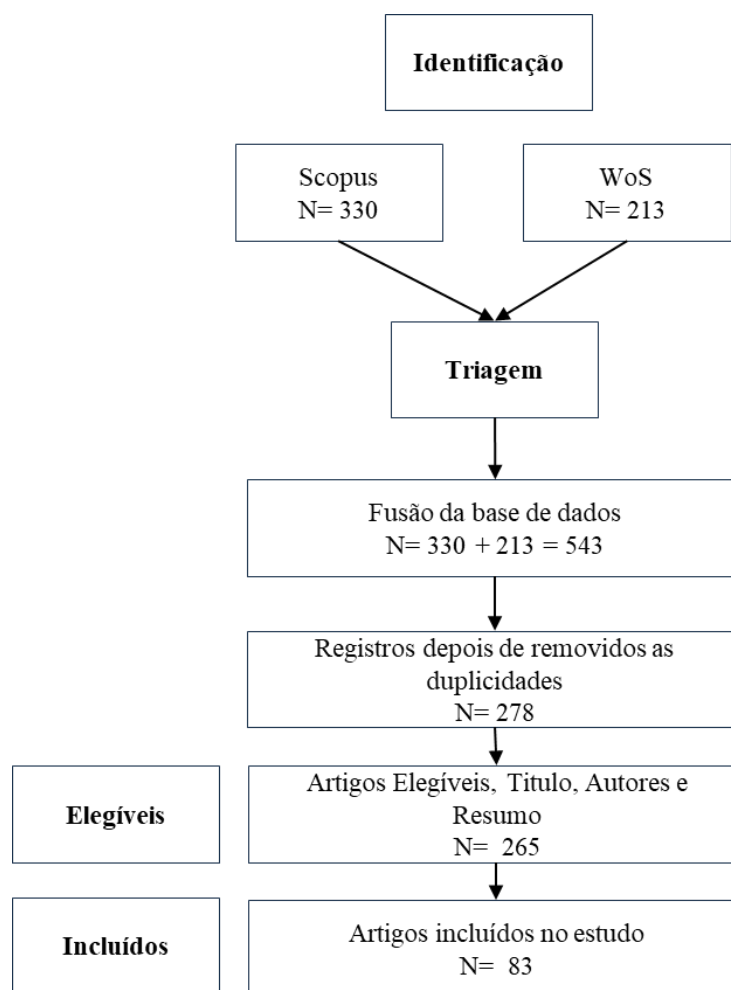 Identificação
Scopus
N= 330
WoS
N= 213
Triagem
Fusão da base de dados
N= 330 + 213 = 543
Registros depois de removidos as
duplicidades
N= 278
Elegíveis
Artigos Elegíveis, Titulo, Autores e
Resumo
N=  265
Incluídos
Artigos incluídos no estudo
N=  83